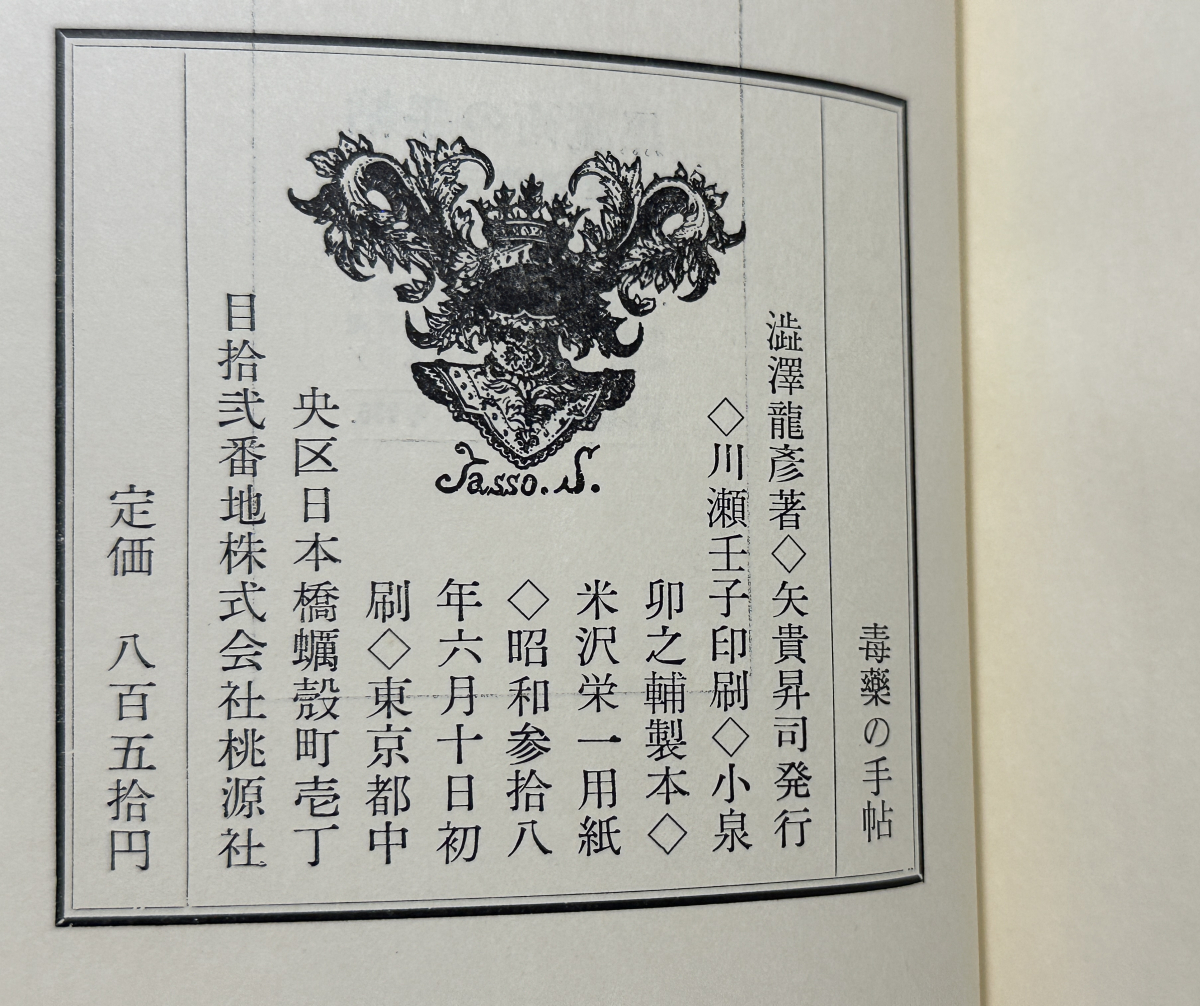 毒藥の手帖
澁澤龍彥著◇矢貴昇司発行
◇川瀬壬子印刷◇小泉
卯之輔製本◇
米沢栄一用紙
◇昭和参拾八
年六月十日初
刷◇東京都中
央区日本橋蠣殻町壱丁
目拾弐番地株式会社桃源社
定価 八百五拾円
Tasso. S.